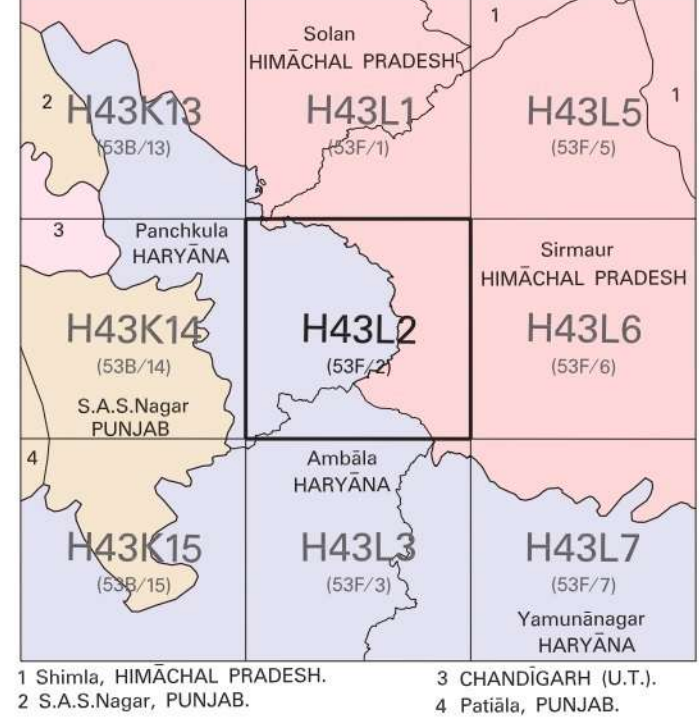 1
Solan
HIMĀCHAL PRADESH
2
H43K13
(53B/13)
H43L1
(53F/1)
H43L5
(53F/5)
1
3
Panchkula
HARYĀNA
Sirmaur
HIMĀCHAL PRADESH
H43K14
(53B/14)
H43L2
(53F/2)
H43L6
(53F/6)
S.A.S.Nagar
PUNJAB
4
Ambāla
HARYĀNA
H43K15
(53B/15)
H43L3
(53F/3)
H43L7
(53F/7)
Yamunānagar
HARYĀNA
1 Shimla, HIMĀCHAL PRADESH.
2 S.A.S.Nagar, PUNJAB.
3 CHANDĪGARH (U.T.).
4 Patiāla, PUNJAB.